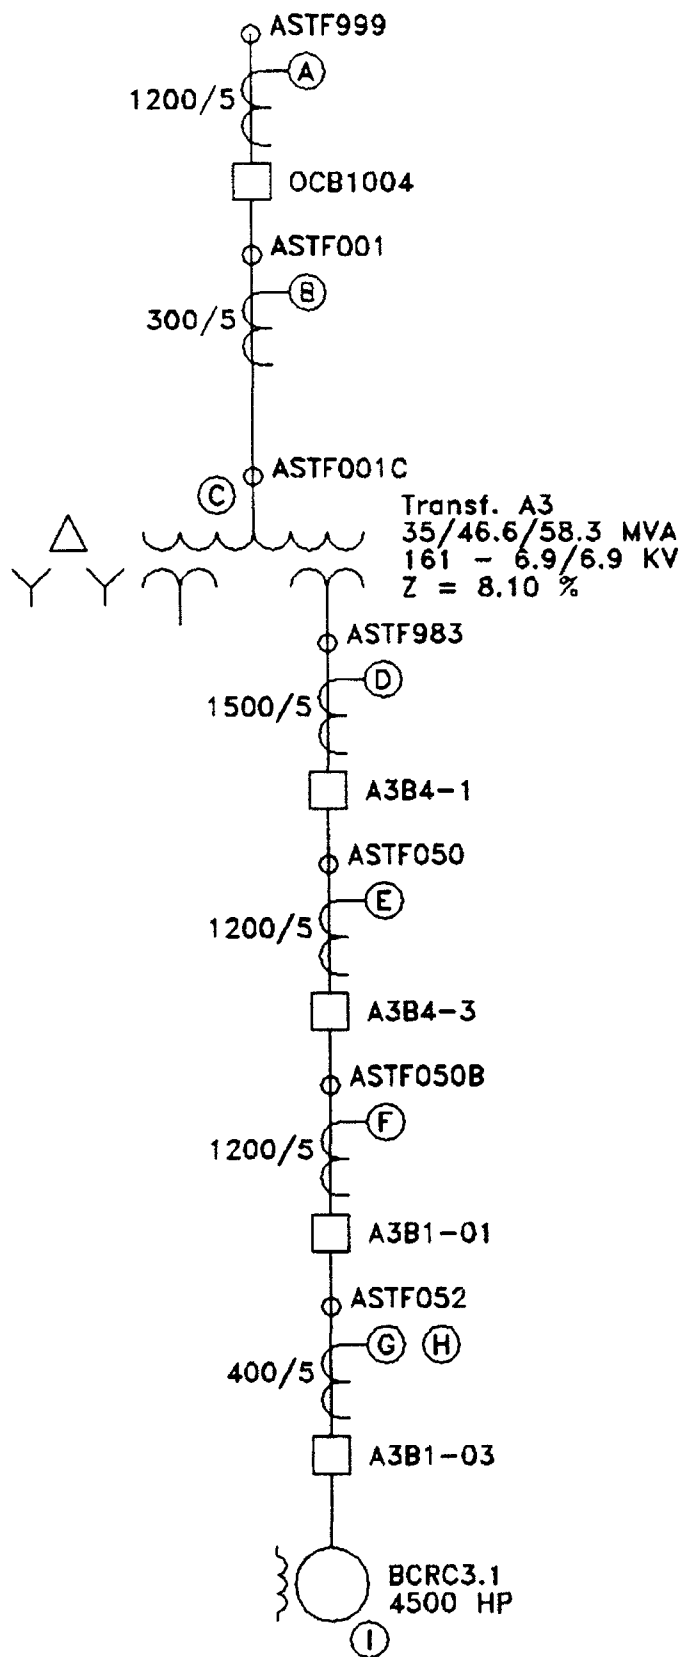 ASTF999
A
1200/5
OCB1004
ASTF001
B
300/5
ASTF001C
C
Transf. A3
35/46.6/58.3 MVA
161 - 6.9/6.9 KV
Z = 8.10 %
ASTF983
D
1500/5
A3B4-1
ASTF050
E
1200/5
A3B4-3
ASTF050B
F
1200/5
A3B1-01
ASTF052
G H
400/5
A3B1-03
BCRC3.1
4500 HP
I